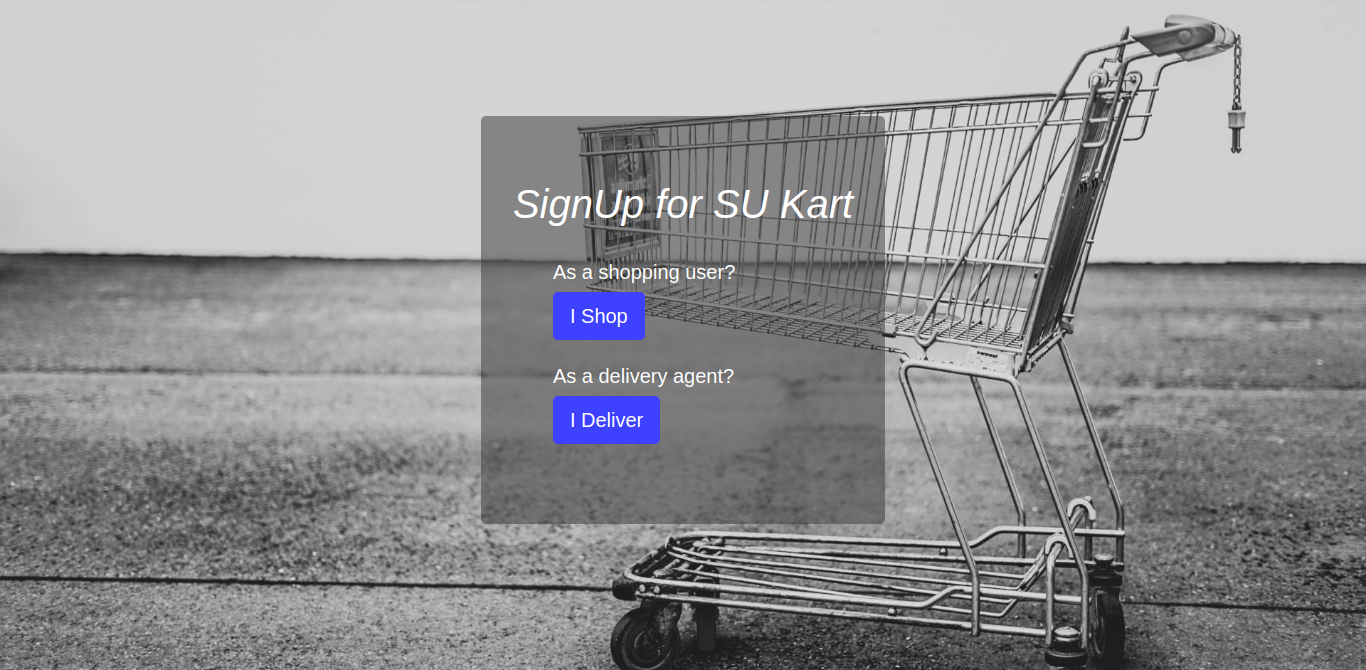 SignUp for SU Kart
As a shopping user?
I Shop
As a delivery agent?
I Deliver